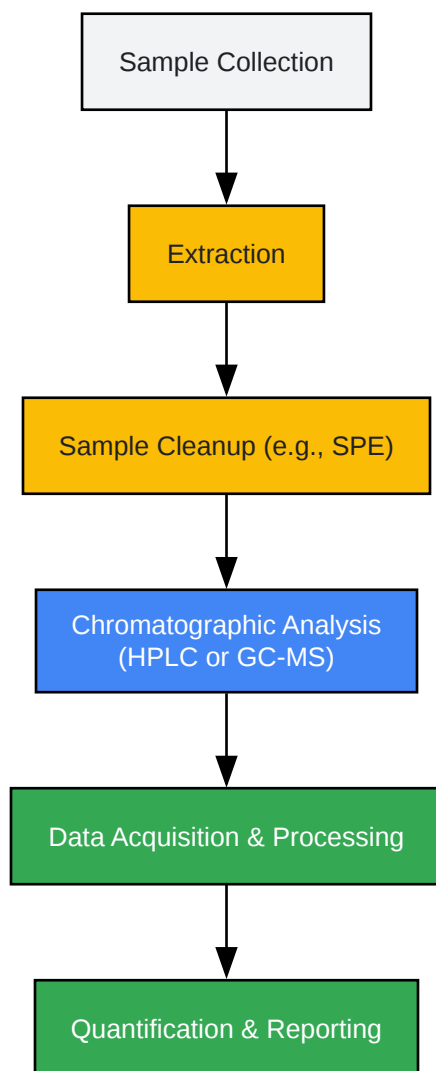 Sample Collection
Extraction
Sample Cleanup (e.g., SPE)
Chromatographic Analysis
(HPLC or GC-MS)
Data Acquisition & Processing
Quantification & Reporting